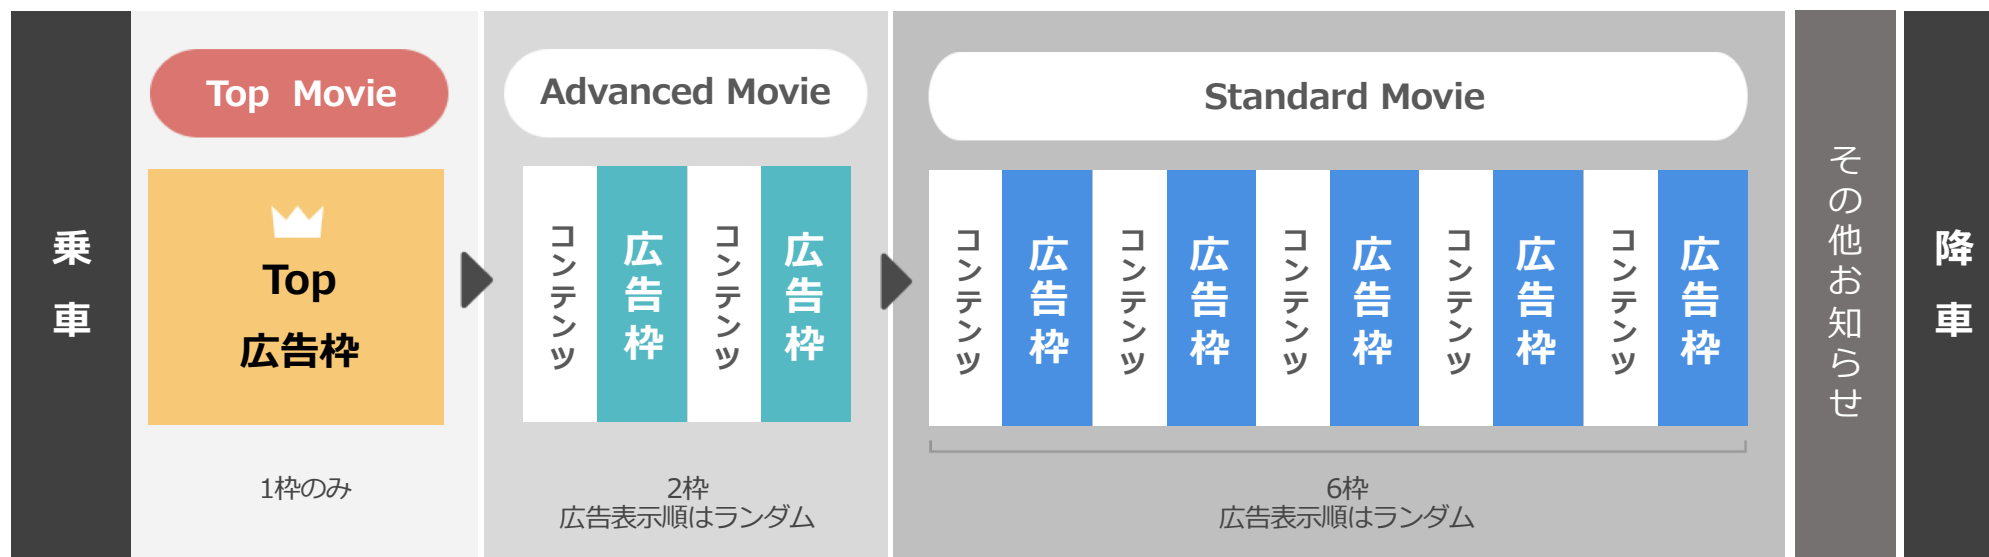 乗車
Top Movie
Top
広告枠
1枠のみ
Advanced Movie
コンテンツ
広告枠
コンテンツ
広告枠
2枠
広告表示順はランダム
Standard Movie
コンテンツ
広告枠
コンテンツ
広告枠
コンテンツ
広告枠
コンテンツ
広告枠
コンテンツ
広告枠
6枠
広告表示順はランダム
その他お知らせ
降車